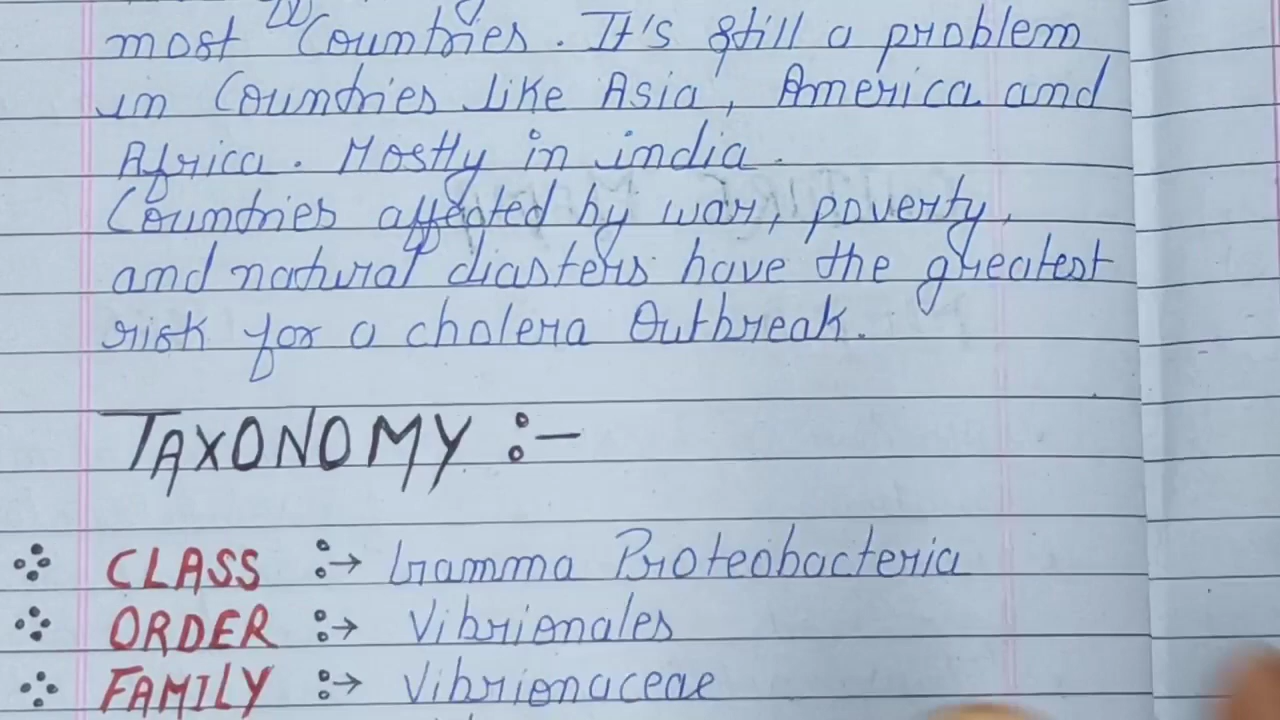 most Countries. It's still a problem
in Countries like Asia, America and
Africa. Mostly in india.
Countries affected by war, poverty,
and natural diasters have the greatest
risk for a cholera Outbreak.
TAXONOMY :-
CLASS :→ Gamma Proteobacteria
ORDER :→ Vibrionales
FAMILY :→ Vibrionaceae